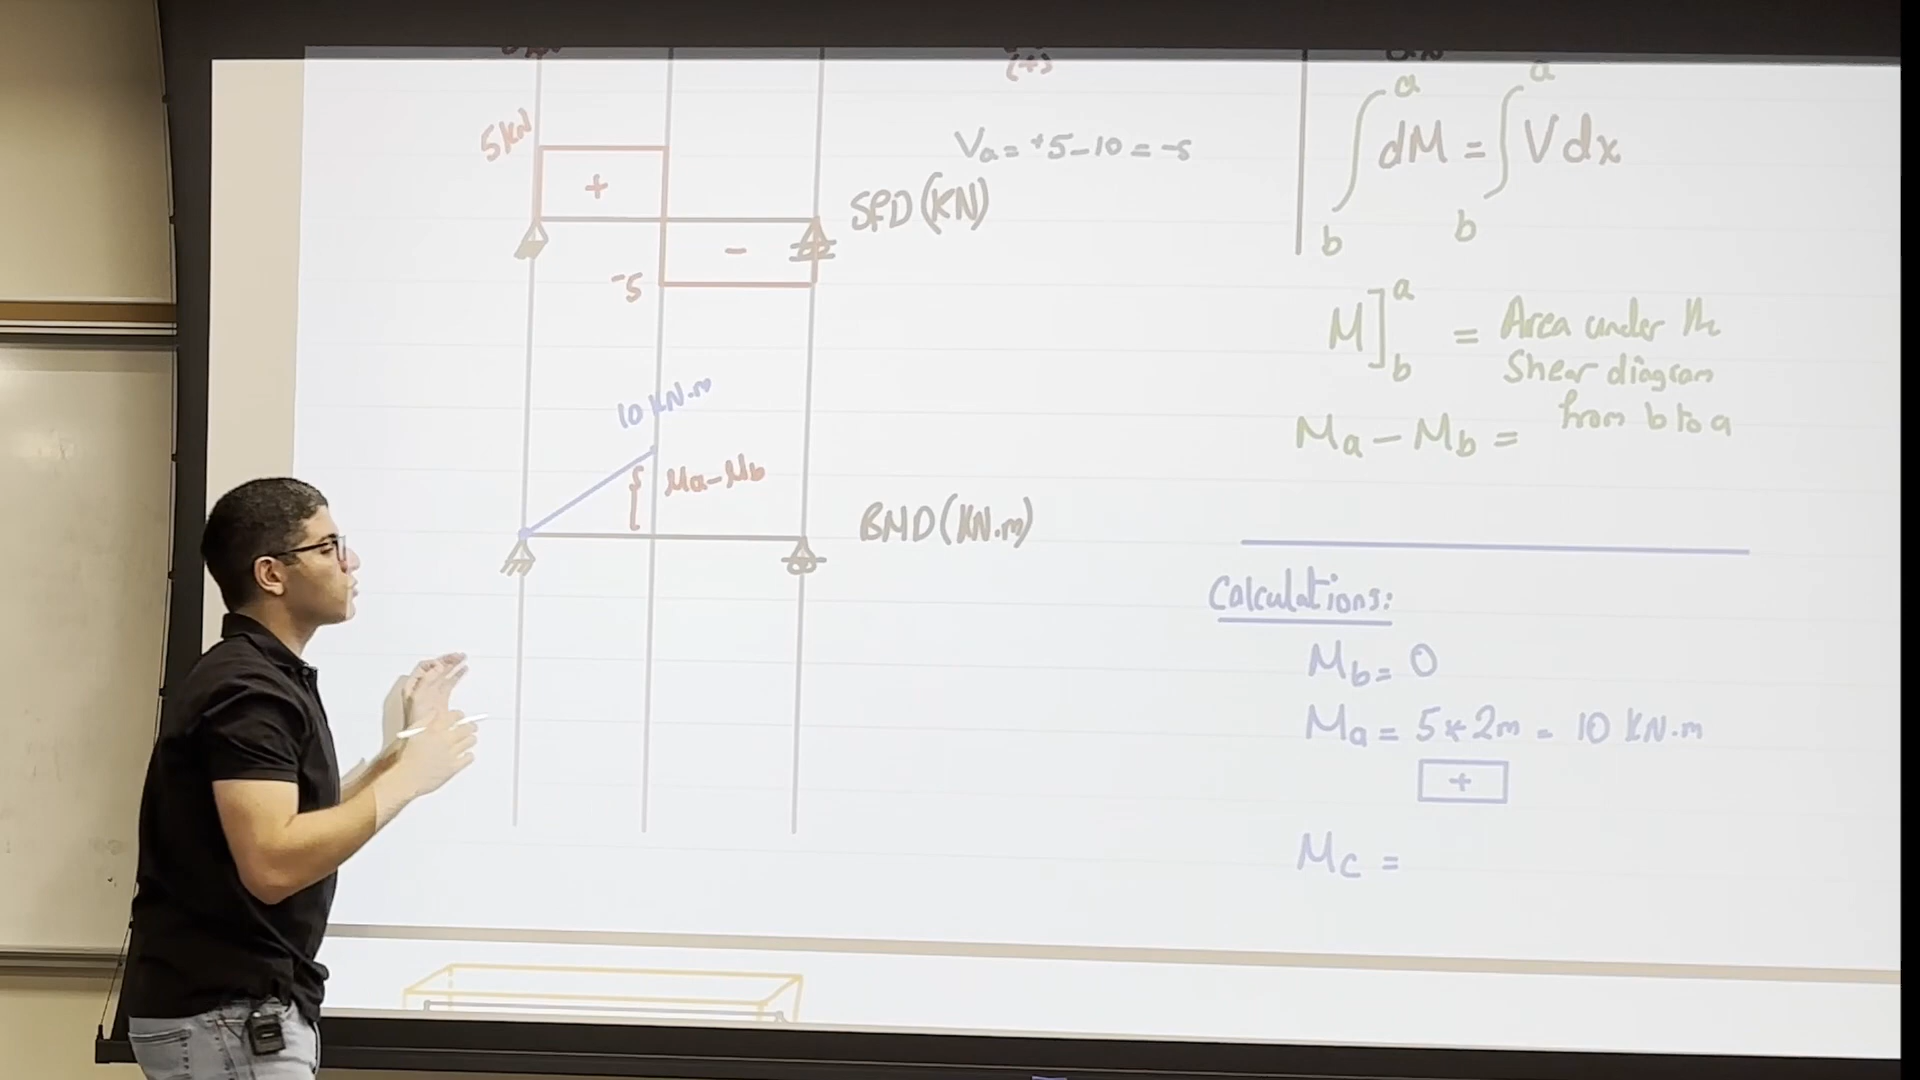 (+)
5kN
+
Va = +5-10 = -5
SFD (KN)
-
-5
a a
∫ dM = ∫ V dx
b b
M]ᵃb = Area under the
Shear diagram
from b to a
Ma - Mb =
10 KN.m
Ma-Mb
BMD (KN.m)
Calculations:
Mb = 0
Ma = 5 * 2m = 10 KN.m
+
Mc =